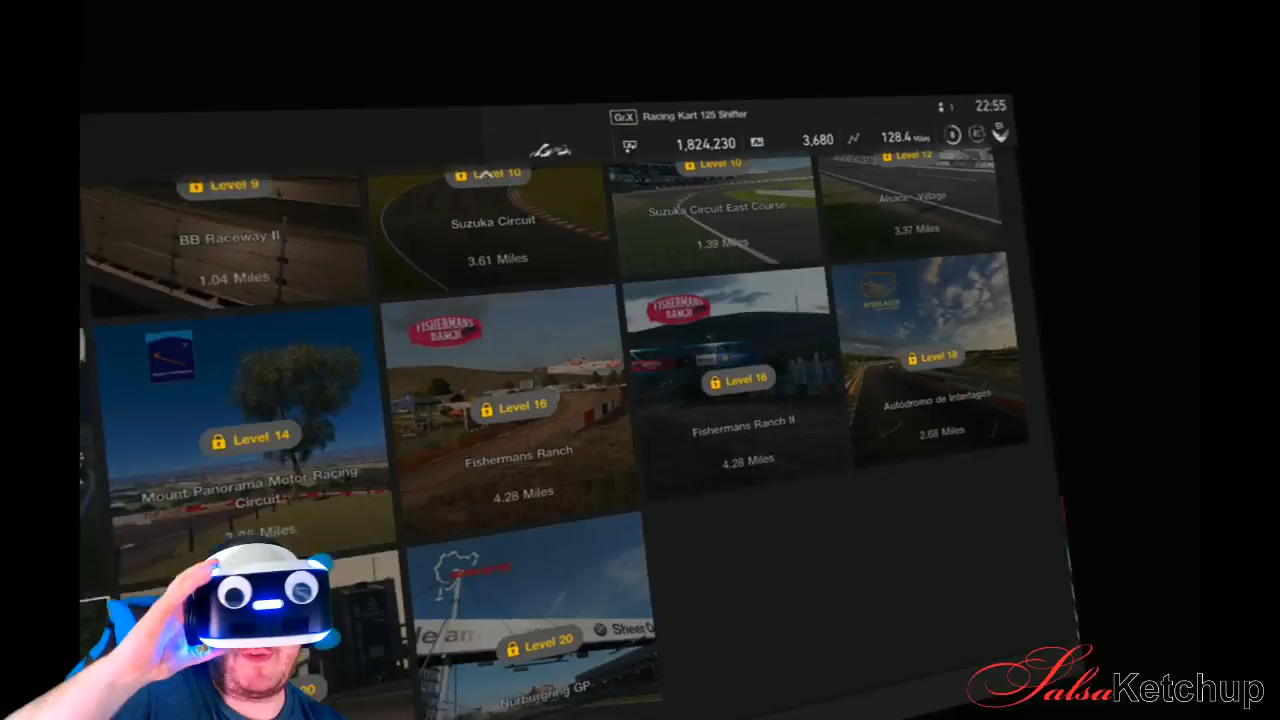 Gr.X Racing Kart 125 Shifter
1
22:55
1,824,230
3,680
128.4 Miles
Level 9
BB Raceway II
1.04 Miles
Level 10
Suzuka Circuit
3.61 Miles
Level 10
Suzuka Circuit East Course
1.39 Miles
Level 12
Alsace - Village
3.37 Miles
Level 14
Mount Panorama Motor Racing
Circuit
FISHERMANS
RANCH
Level 16
Fishermans Ranch
4.28 Miles
FISHERMANS
RANCH
Level 16
Fishermans Ranch II
4.28 Miles
Level 18
Autódromo de Interlagos
2.68 Miles
Level 20
Nürburgring GP
SalsaKetchup